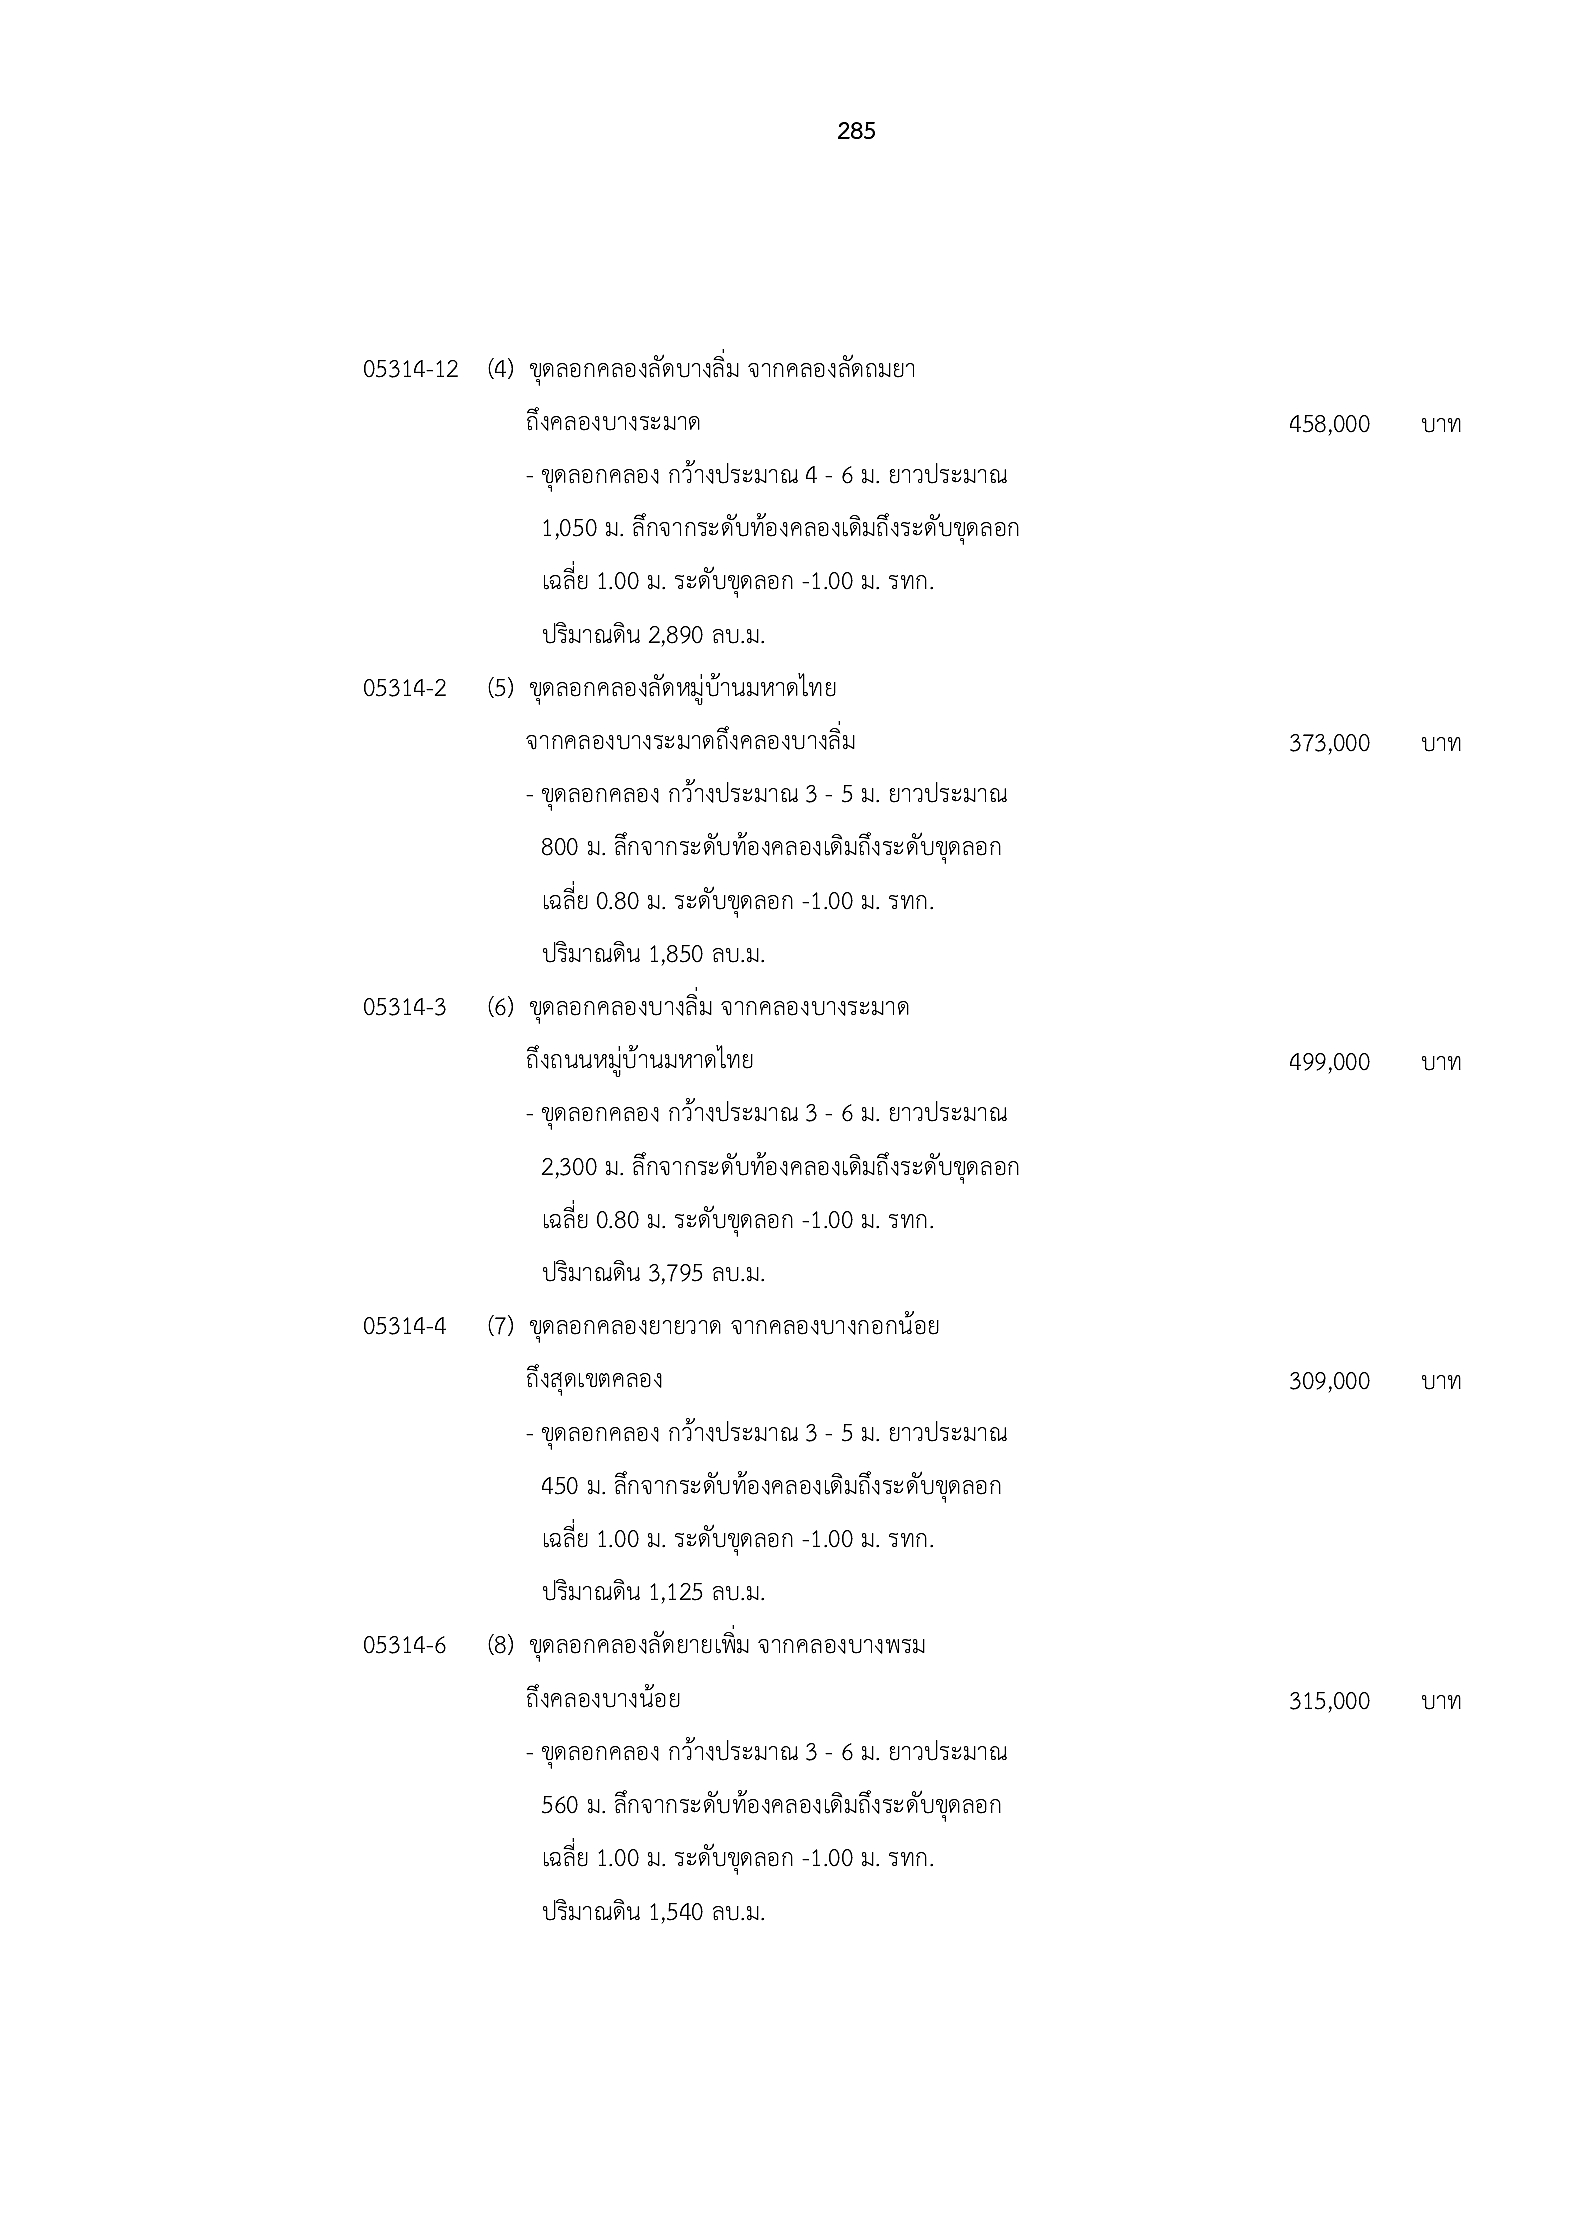 285
05314-12 (4) ขุดลอกคลองลัดบางลิ่ม จากคลองลัดถมยา
ถึงคลองบางระมาด 458,000 บาท
- ขุดลอกคลอง กว้างประมาณ 4 - 6 ม. ยาวประมาณ
1,050 ม. ลึกจากระดับท้องคลองเดิมถึงระดับขุดลอก
เฉลี่ย 1.00 ม. ระดับขุดลอก -1.00 ม. รทก.
ปริมาณดิน 2,890 ลบ.ม.
05314-2 (5) ขุดลอกคลองลัดหมู่บ้านมหาดไทย
จากคลองบางระมาดถึงคลองบางลิ่ม 373,000 บาท
- ขุดลอกคลอง กว้างประมาณ 3 - 5 ม. ยาวประมาณ
800 ม. ลึกจากระดับท้องคลองเดิมถึงระดับขุดลอก
เฉลี่ย 0.80 ม. ระดับขุดลอก -1.00 ม. รทก.
ปริมาณดิน 1,850 ลบ.ม.
05314-3 (6) ขุดลอกคลองบางลิ่ม จากคลองบางระมาด
ถึงถนนหมู่บ้านมหาดไทย 499,000 บาท
- ขุดลอกคลอง กว้างประมาณ 3 - 6 ม. ยาวประมาณ
2,300 ม. ลึกจากระดับท้องคลองเดิมถึงระดับขุดลอก
เฉลี่ย 0.80 ม. ระดับขุดลอก -1.00 ม. รทก.
ปริมาณดิน 3,795 ลบ.ม.
05314-4 (7) ขุดลอกคลองยายวาด จากคลองบางกอกน้อย
ถึงสุดเขตคลอง 309,000 บาท
- ขุดลอกคลอง กว้างประมาณ 3 - 5 ม. ยาวประมาณ
450 ม. ลึกจากระดับท้องคลองเดิมถึงระดับขุดลอก
เฉลี่ย 1.00 ม. ระดับขุดลอก -1.00 ม. รทก.
ปริมาณดิน 1,125 ลบ.ม.
05314-6 (8) ขุดลอกคลองลัดยายเพิ่ม จากคลองบางพรม
ถึงคลองบางน้อย 315,000 บาท
- ขุดลอกคลอง กว้างประมาณ 3 - 6 ม. ยาวประมาณ
560 ม. ลึกจากระดับท้องคลองเดิมถึงระดับขุดลอก
เฉลี่ย 1.00 ม. ระดับขุดลอก -1.00 ม. รทก.
ปริมาณดิน 1,540 ลบ.ม.